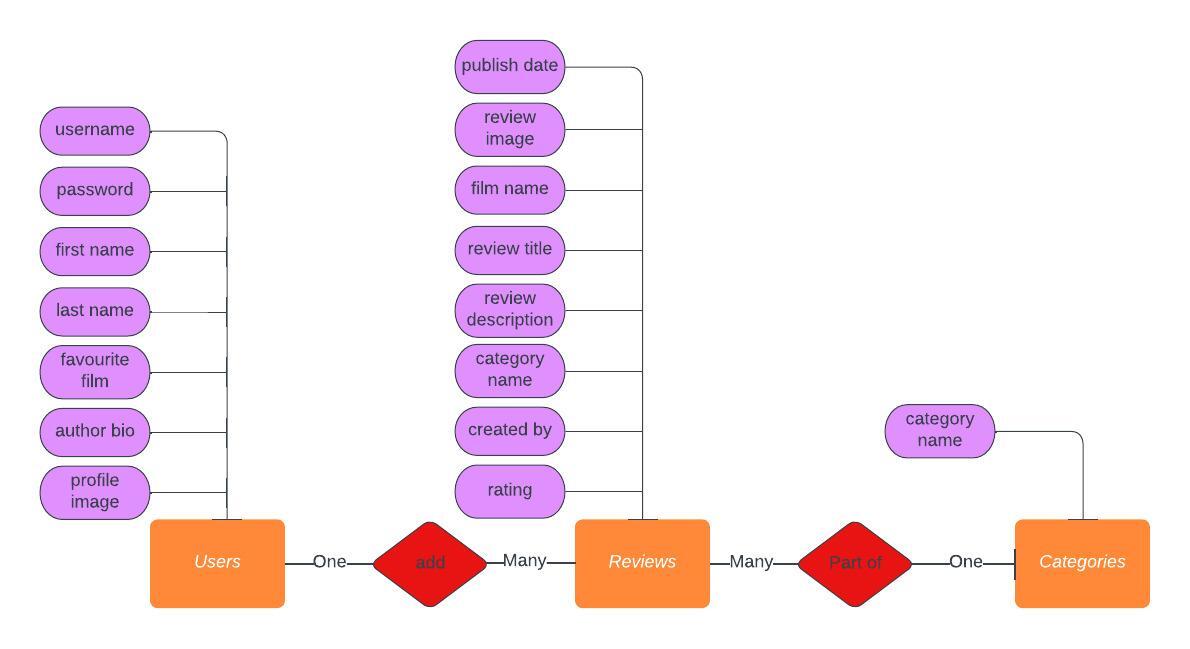 username
password
first name
last name
favourite
film
author bio
profile
image
publish date
review
image
film name
review title
review
description
category
name
created by
rating
category
name
Users
One
add
Many
Reviews
Many
Part of
One
Categories